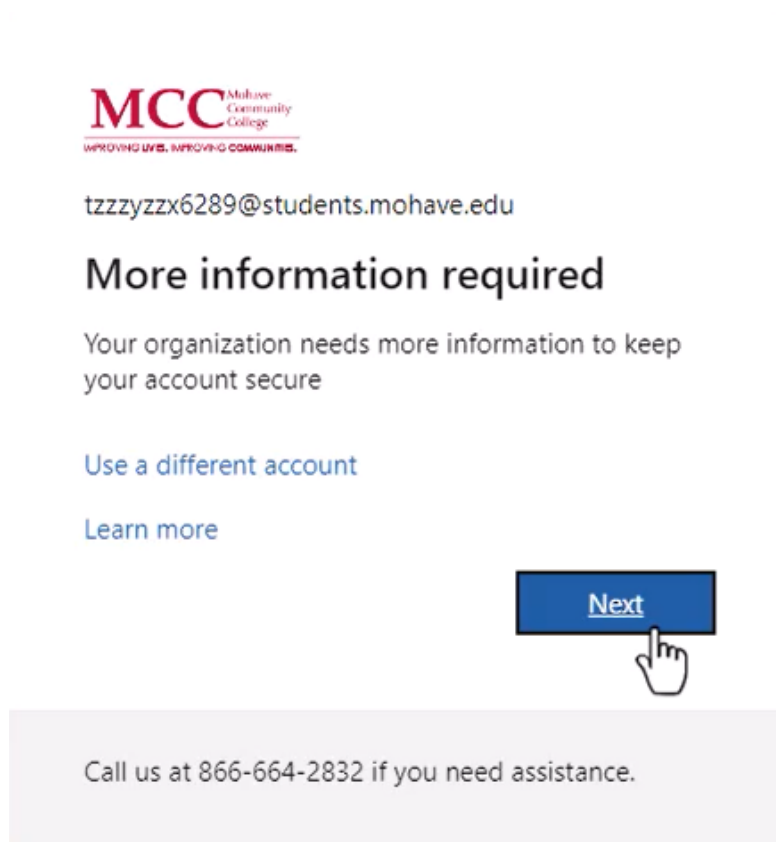 MCC Mohave
Community
College
IMPROVING LIVES. IMPROVING COMMUNITIES.
tzzzyzzx6289@students.mohave.edu
More information required
Your organization needs more information to keep
your account secure
Use a different account
Learn more
Next
Call us at 866-664-2832 if you need assistance.